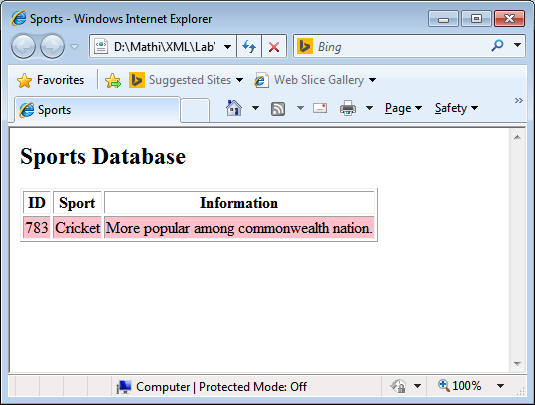 Sports - Windows Internet Explorer
D:\Mathi\XML\Lab'
Bing
Favorites Suggested Sites Web Slice Gallery
Sports Page Safety »
Sports Database
ID Sport Information
783 Cricket More popular among commonwealth nation.
Computer | Protected Mode: Off 100%